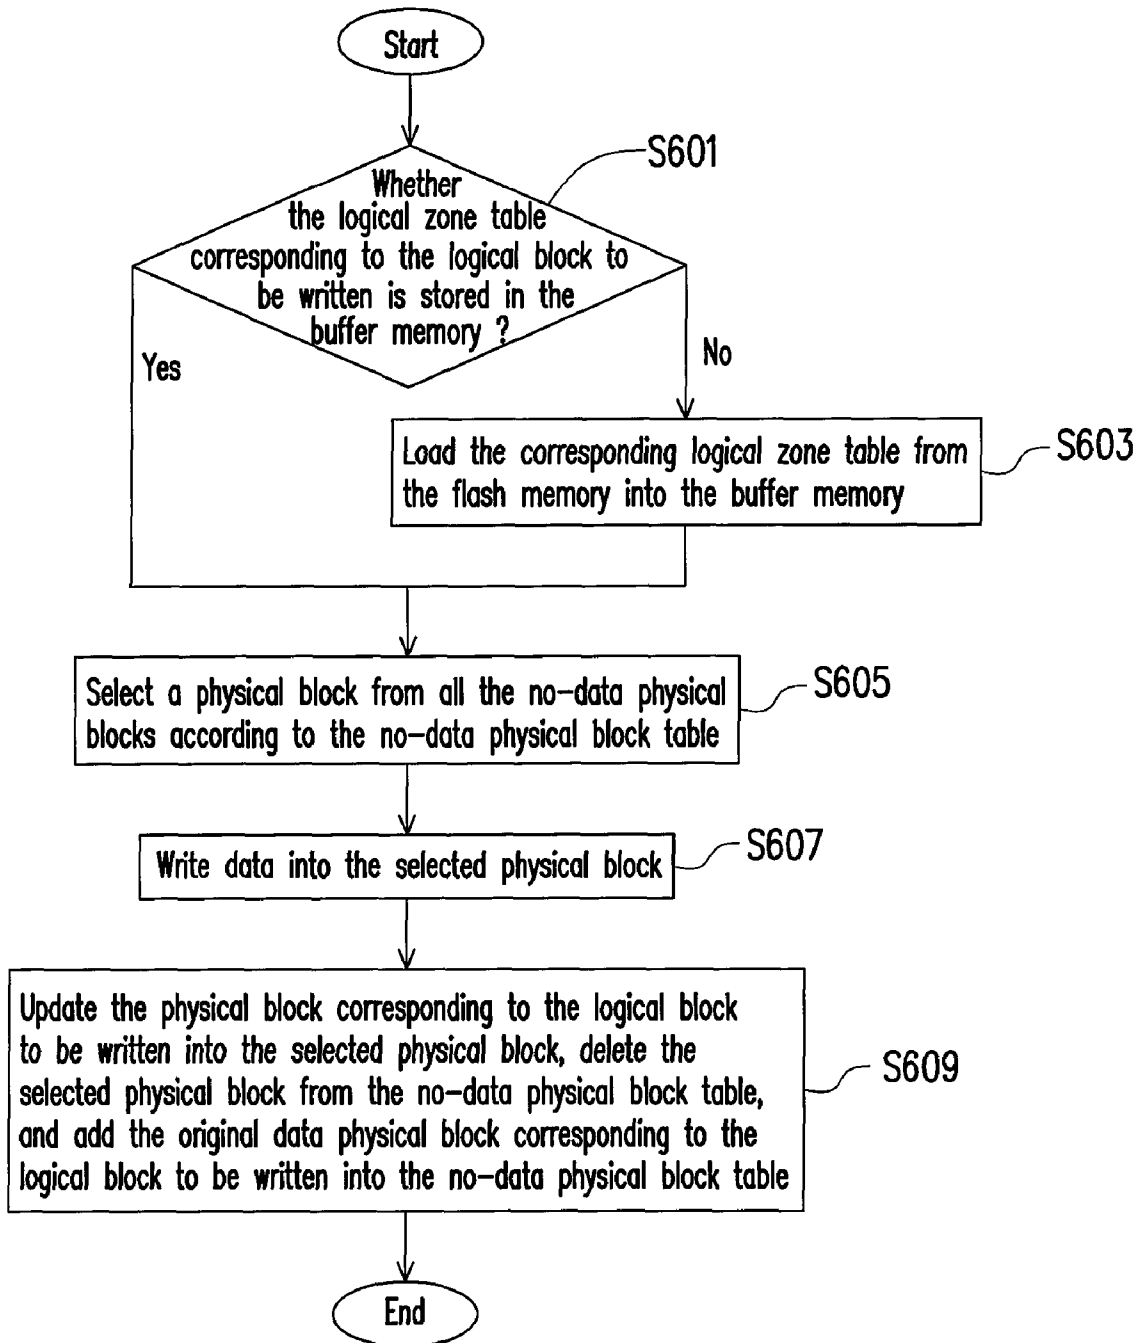 Start
S601
Whether
the logical zone table
corresponding to the logical block to
be written is stored in the
buffer memory ?
Yes
No
Load the corresponding logical zone table from
the flash memory into the buffer memory
S603
Select a physical block from all the no-data physical
blocks according to the no-data physical block table
S605
Write data into the selected physical block
S607
Update the physical block corresponding to the logical block
to be written into the selected physical block, delete the
selected physical block from the no-data physical block table,
and add the original data physical block corresponding to the
logical block to be written into the no-data physical block table
S609
End